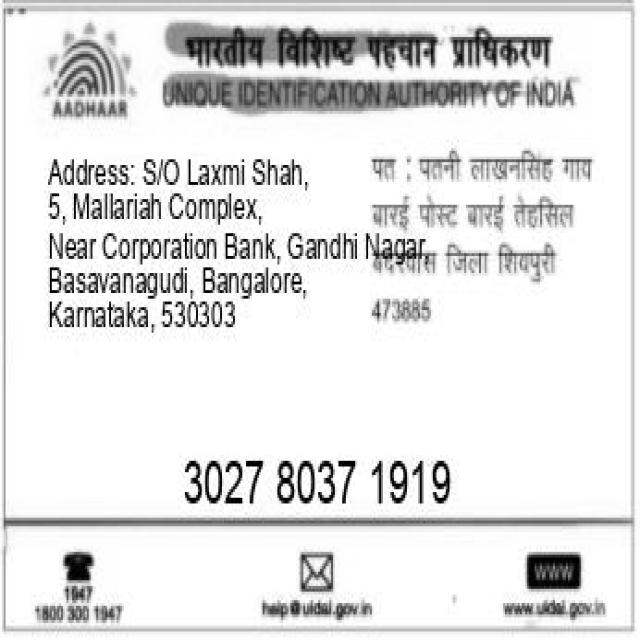 भारतीय विशिष्ट पहचान प्राधिकरण
AADHAAR
UNIQUE IDENTIFICATION AUTHORITY OF INDIA
Address: S/O Laxmi Shah,
5, Mallariah Complex,
Near Corporation Bank, Gandhi Nagar,
Basavanagudi, Bangalore,
Karnataka, 530303
पत : पतनी लाखनसिंह गाय
बारई पोस्ट बारई तेहसिल
जिला शिवपुरी
473885
3027 8037 1919
1947
1800 300 1947
help@uidai.gov.in
WWW
www.uidai.gov.in